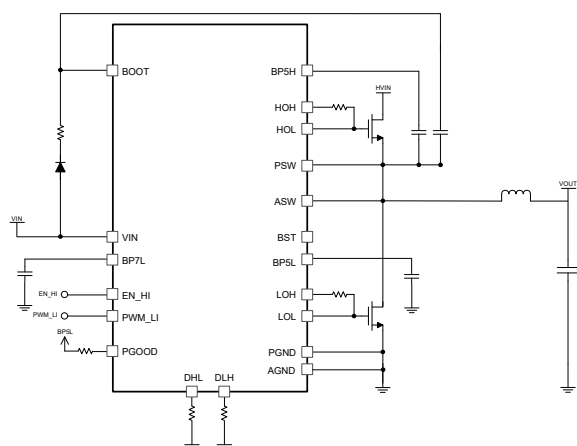 BOOT
BP5H
HVIN
HOH
HOL
PSW
ASW
VOUT
VIN
VIN
BST
BP7L
BP5L
EN_HI
EN_HI
LOH
PWM_LI
PWM_LI
LOL
BP5L
PGOOD
PGND
AGND
DHL
DLH